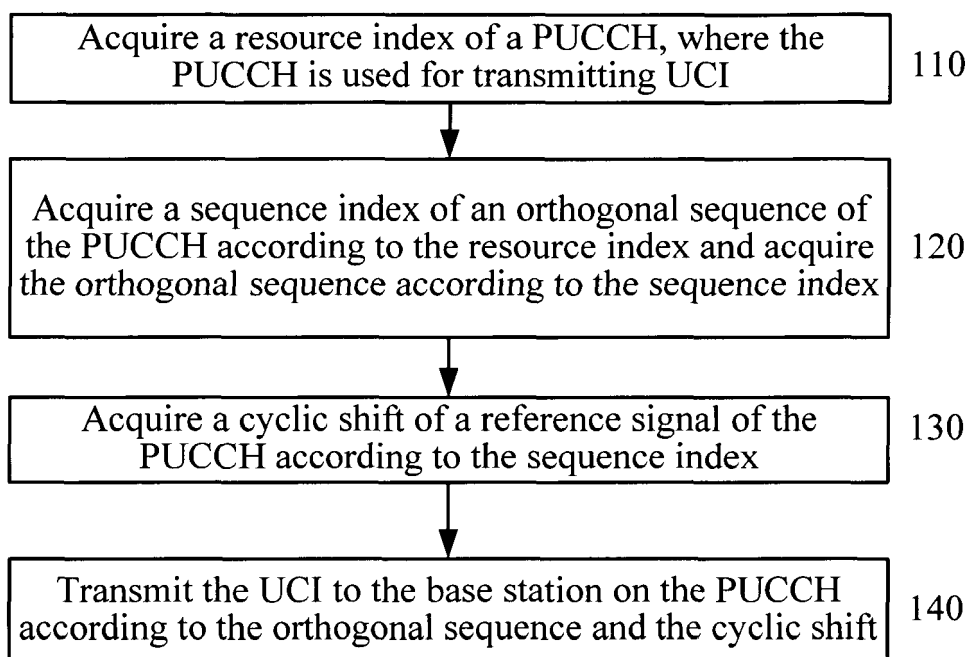 Acquire a resource index of a PUCCH, where the
PUCCH is used for transmitting UCI
110
Acquire a sequence index of an orthogonal sequence of
the PUCCH according to the resource index and acquire
the orthogonal sequence according to the sequence index
120
Acquire a cyclic shift of a reference signal of the
PUCCH according to the sequence index
130
Transmit the UCI to the base station on the PUCCH
according to the orthogonal sequence and the cyclic shift
140